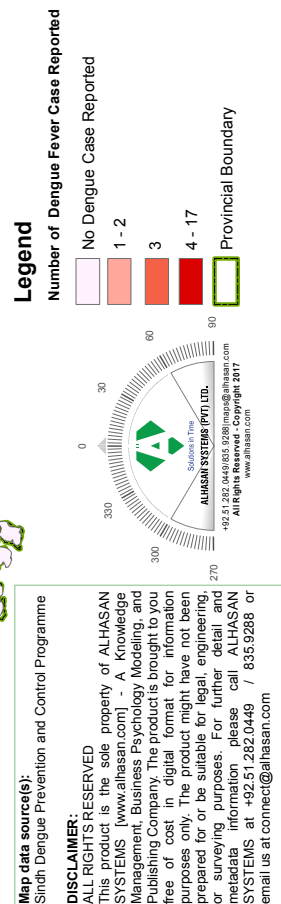 Map data source(s):
Sindh Dengue Prevention and Control Programme
DISCLAIMER:
ALL RIGHTS RESERVED
This product is the sole property of ALHASAN
SYSTEMS [www.alhasan.com] - A Knowledge
Management, Business Psychology Modeling, and
Publishing Company. The product is brought to you
free of cost in digital format for information
purposes only. The product might have not been
prepared for or be suitable for legal, engineering,
or surveying purposes. For further detail and
metadata information please call ALHASAN
SYSTEMS at +92.51.282.0449 / 835.9288 or
email us at connect@alhasan.com
270
300
330
0
30
60
90
Solutions in Time
ALHASAN SYSTEMS (PVT) LTD.
+92.51.282.0449/835.9288|maps@alhasan.com
All Rights Reserved - Copyright 2017
www.alhasan.com
Legend
Number of Dengue Fever Case Reported
No Dengue Case Reported
1 - 2
3
4 - 17
Provincial Boundary